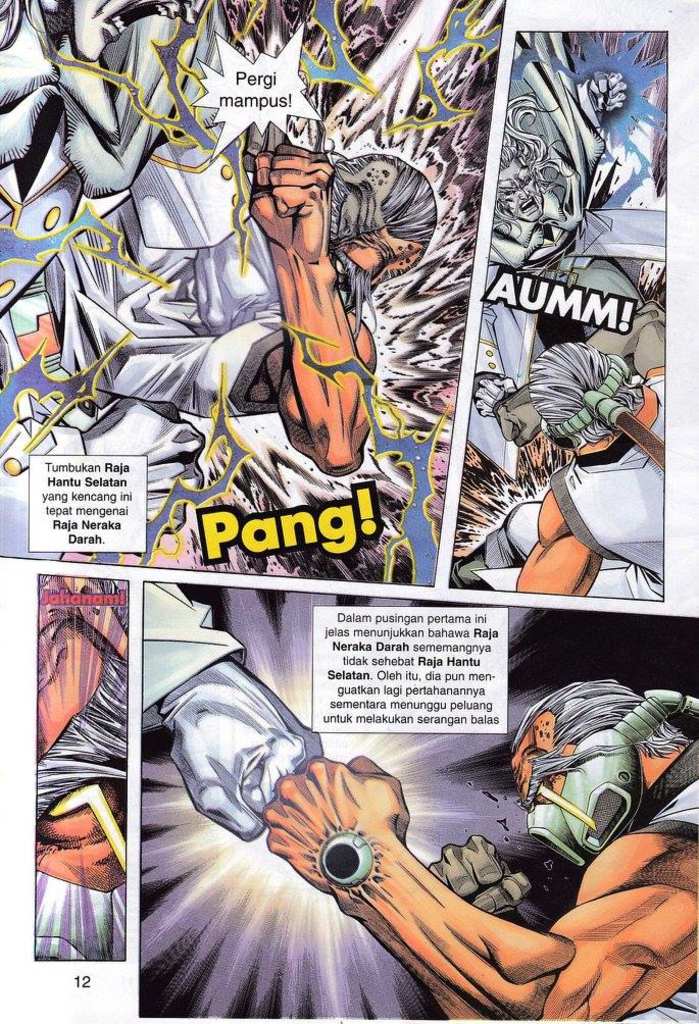 Pergi
mampus!
AUMM!
Tumbukan Raja
Hantu Selatan
yang kencang ini
tepat mengenai
Raja Neraka
Darah.
Pang!
Jahanam!
Dalam pusingan pertama ini
jelas menunjukkan bahawa Raja
Neraka Darah sememangnya
tidak sehebat Raja Hantu
Selatan. Oleh itu, dia pun men-
guatkan lagi pertahanannya
sementara menunggu peluang
untuk melakukan serangan balas
12